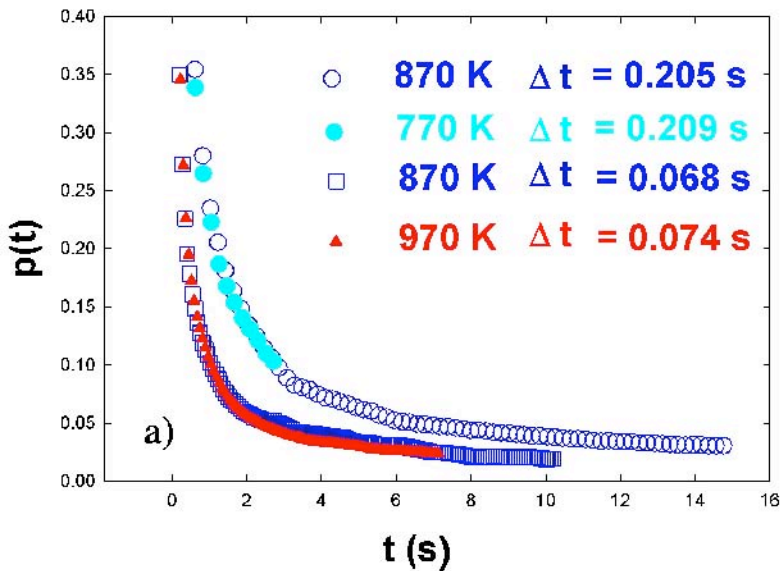 0.40
0.35
0.30
0.25
0.20
0.15
0.10
0.05
0.00
p(t)
870 K Δt = 0.205 s
770 K Δt = 0.209 s
870 K Δt = 0.068 s
970 K Δt = 0.074 s
a)
0 2 4 6 8 10 12 14 16
t (s)